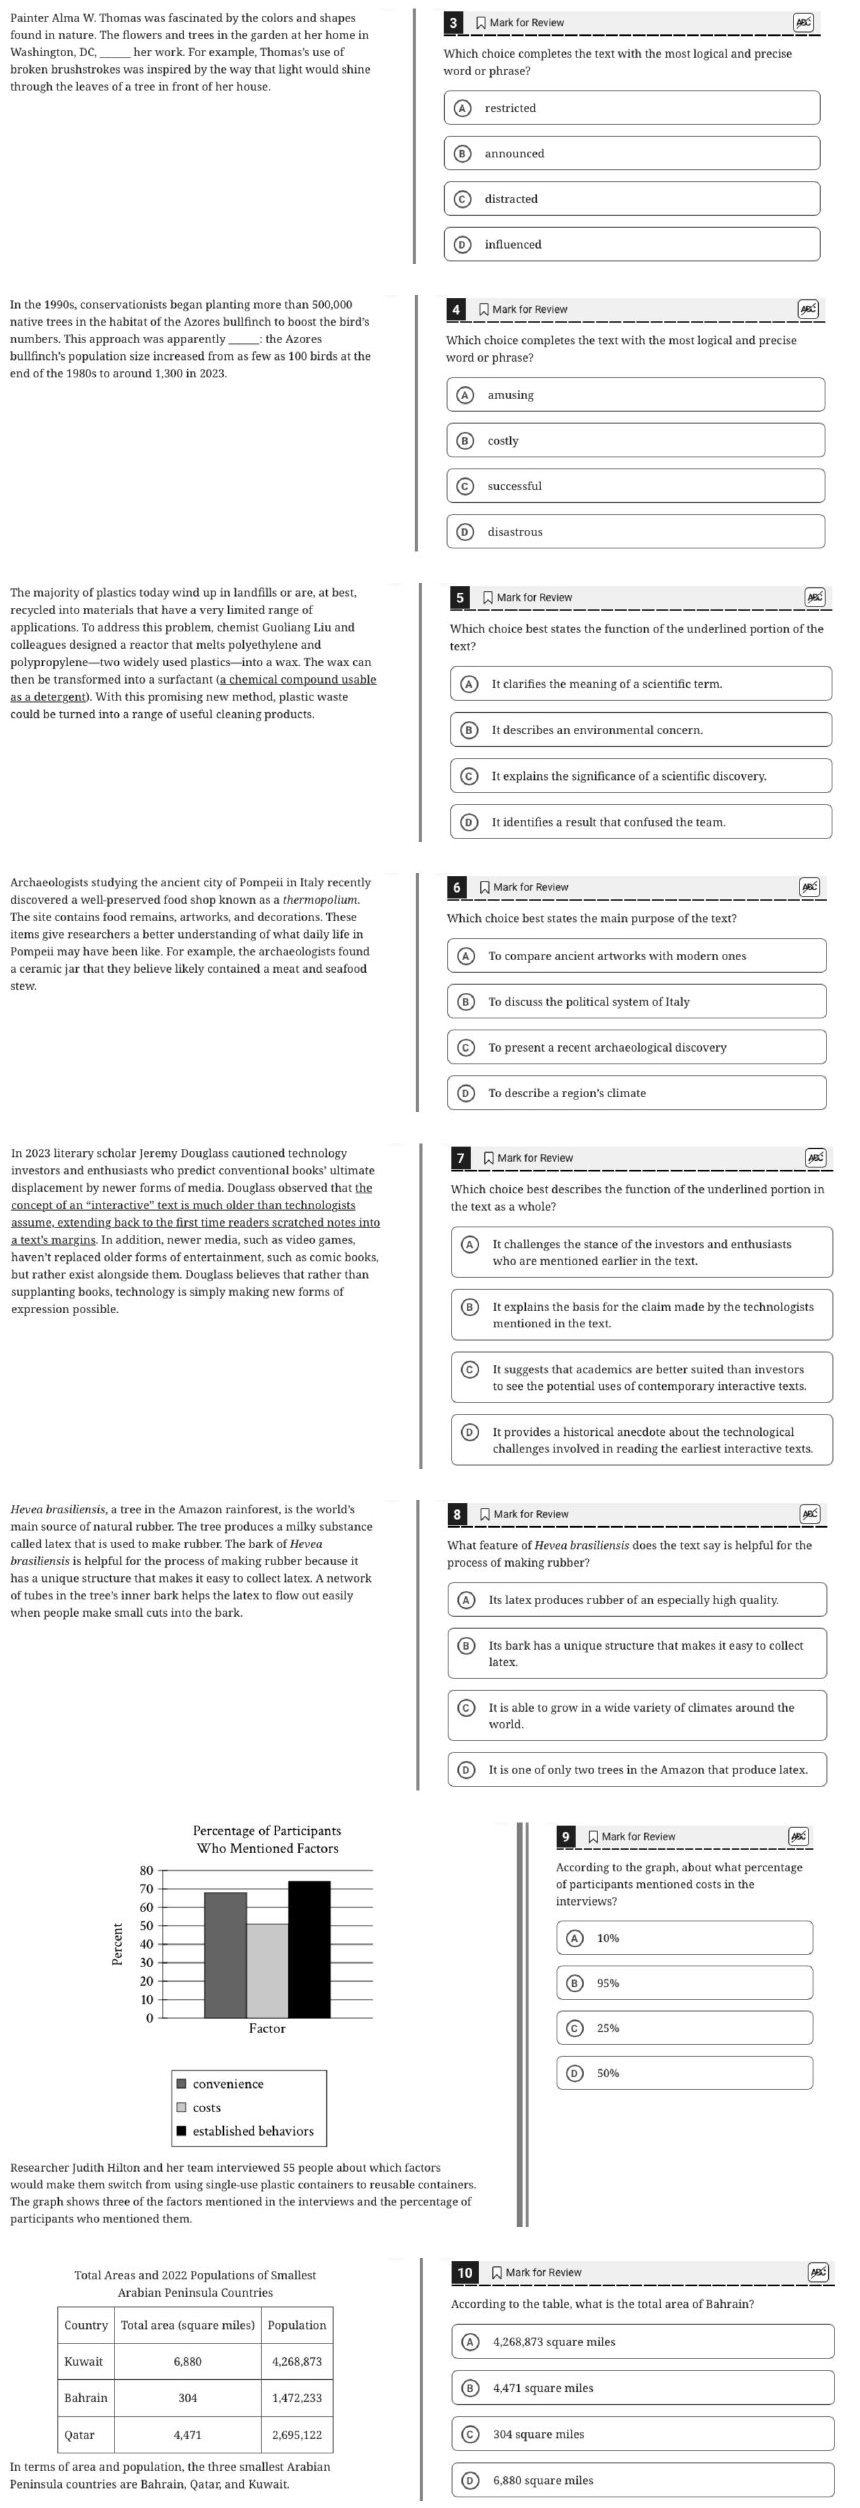 Painter Alma W. Thomas was fascinated by the colors and shapes
found in nature. The flowers and trees in the garden at her home in
Washington, DC, ______ her work. For example, Thomas's use of
broken brushstrokes was inspired by the way that light would shine
through the leaves of a tree in front of her house.
3 Mark for Review ABC
Which choice completes the text with the most logical and precise
word or phrase?
A restricted
B announced
C distracted
D influenced
In the 1990s, conservationists began planting more than 500,000
native trees in the habitat of the Azores bullfinch to boost the bird's
numbers. This approach was apparently ______: the Azores
bullfinch's population size increased from as few as 100 birds at the
end of the 1980s to around 1,300 in 2023.
4 Mark for Review ABC
Which choice completes the text with the most logical and precise
word or phrase?
A amusing
B costly
C successful
D disastrous
The majority of plastics today wind up in landfills or are, at best,
recycled into materials that have a very limited range of
applications. To address this problem, chemist Guoliang Liu and
colleagues designed a reactor that melts polyethylene and
polypropylene—two widely used plastics—into a wax. The wax can
then be transformed into a surfactant (a chemical compound usable
as a detergent). With this promising new method, plastic waste
could be turned into a range of useful cleaning products.
5 Mark for Review ABC
Which choice best states the function of the underlined portion of the
text?
A It clarifies the meaning of a scientific term.
B It describes an environmental concern.
C It explains the significance of a scientific discovery.
D It identifies a result that confused the team.
Archaeologists studying the ancient city of Pompeii in Italy recently
discovered a well-preserved food shop known as a thermopolium.
The site contains food remains, artworks, and decorations. These
items give researchers a better understanding of what daily life in
Pompeii may have been like. For example, the archaeologists found
a ceramic jar that they believe likely contained a meat and seafood
stew.
6 Mark for Review ABC
Which choice best states the main purpose of the text?
A To compare ancient artworks with modern ones
B To discuss the political system of Italy
C To present a recent archaeological discovery
D To describe a region's climate
In 2023 literary scholar Jeremy Douglass cautioned technology
investors and enthusiasts who predict conventional books' ultimate
displacement by newer forms of media. Douglass observed that the
concept of an "interactive" text is much older than technologists
assume, extending back to the first time readers scratched notes into
a text's margins. In addition, newer media, such as video games,
haven't replaced older forms of entertainment, such as comic books,
but rather exist alongside them. Douglass believes that rather than
supplanting books, technology is simply making new forms of
expression possible.
7 Mark for Review ABC
Which choice best describes the function of the underlined portion in
the text as a whole?
A It challenges the stance of the investors and enthusiasts
who are mentioned earlier in the text.
B It explains the basis for the claim made by the technologists
mentioned in the text.
C It suggests that academics are better suited than investors
to see the potential uses of contemporary interactive texts.
D It provides a historical anecdote about the technological
challenges involved in reading the earliest interactive texts.
Hevea brasiliensis, a tree in the Amazon rainforest, is the world's
main source of natural rubber. The tree produces a milky substance
called latex that is used to make rubber. The bark of Hevea
brasiliensis is helpful for the process of making rubber because it
has a unique structure that makes it easy to collect latex. A network
of tubes in the tree's inner bark helps the latex to flow out easily
when people make small cuts into the bark.
8 Mark for Review ABC
What feature of Hevea brasiliensis does the text say is helpful for the
process of making rubber?
A Its latex produces rubber of an especially high quality.
B Its bark has a unique structure that makes it easy to collect
latex.
C It is able to grow in a wide variety of climates around the
world.
D It is one of only two trees in the Amazon that produce latex.
Percentage of Participants
Who Mentioned Factors
80
70
60
50
40
30
20
10
0
Percent
Factor
convenience
costs
established behaviors
Researcher Judith Hilton and her team interviewed 55 people about which factors
would make them switch from using single-use plastic containers to reusable containers.
The graph shows three of the factors mentioned in the interviews and the percentage of
participants who mentioned them.
9 Mark for Review ABC
According to the graph, about what percentage
of participants mentioned costs in the
interviews?
A 10%
B 95%
C 25%
D 50%
Total Areas and 2022 Populations of Smallest
Arabian Peninsula Countries
Country Total area (square miles) Population
Kuwait 6,880 4,268,873
Bahrain 304 1,472,233
Qatar 4,471 2,695,122
In terms of area and population, the three smallest Arabian
Peninsula countries are Bahrain, Qatar, and Kuwait.
10 Mark for Review ABC
According to the table, what is the total area of Bahrain?
A 4,268,873 square miles
B 4,471 square miles
C 304 square miles
D 6,880 square miles